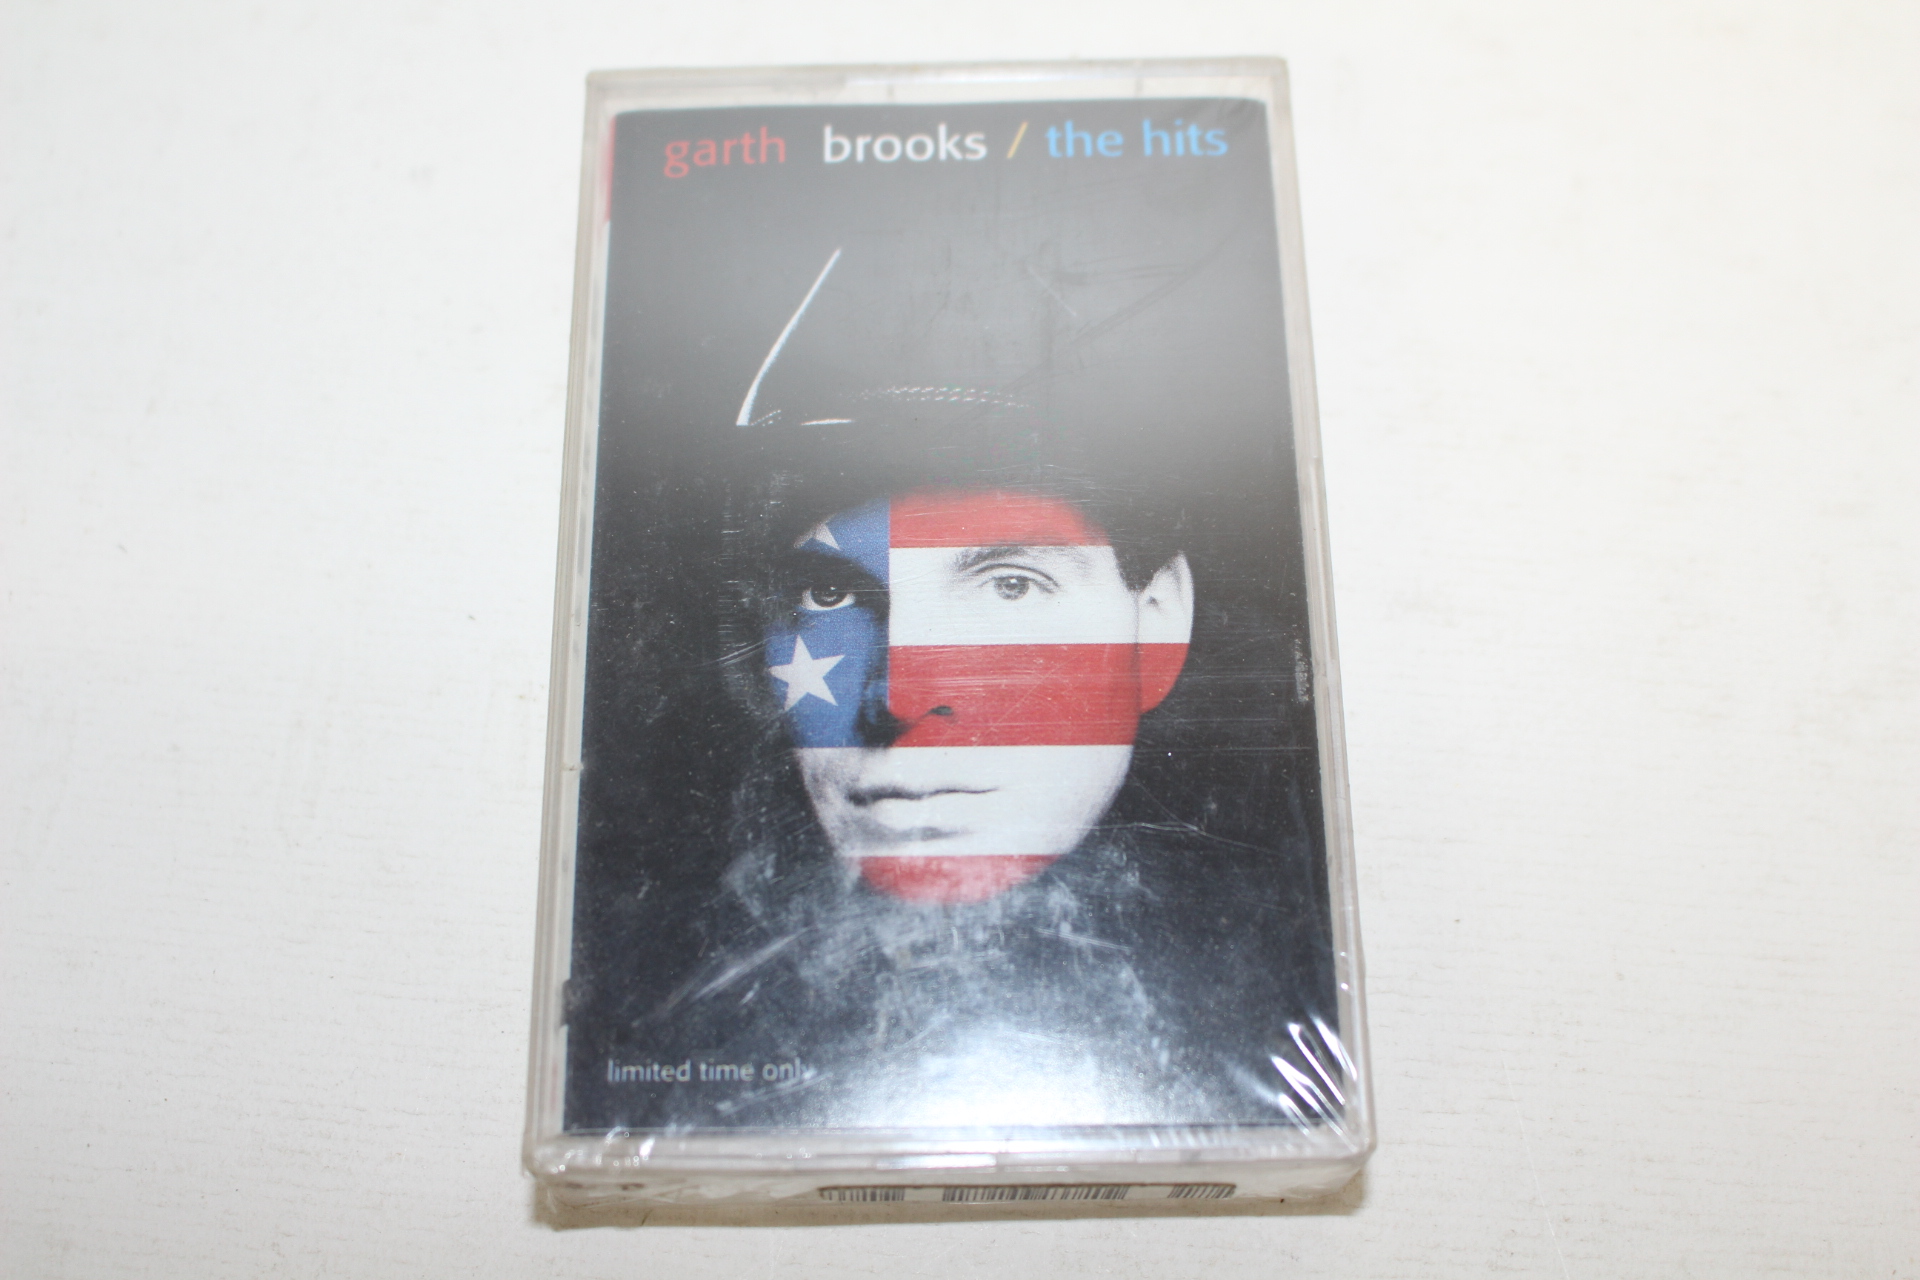 garth brooks / the hits
limited time only